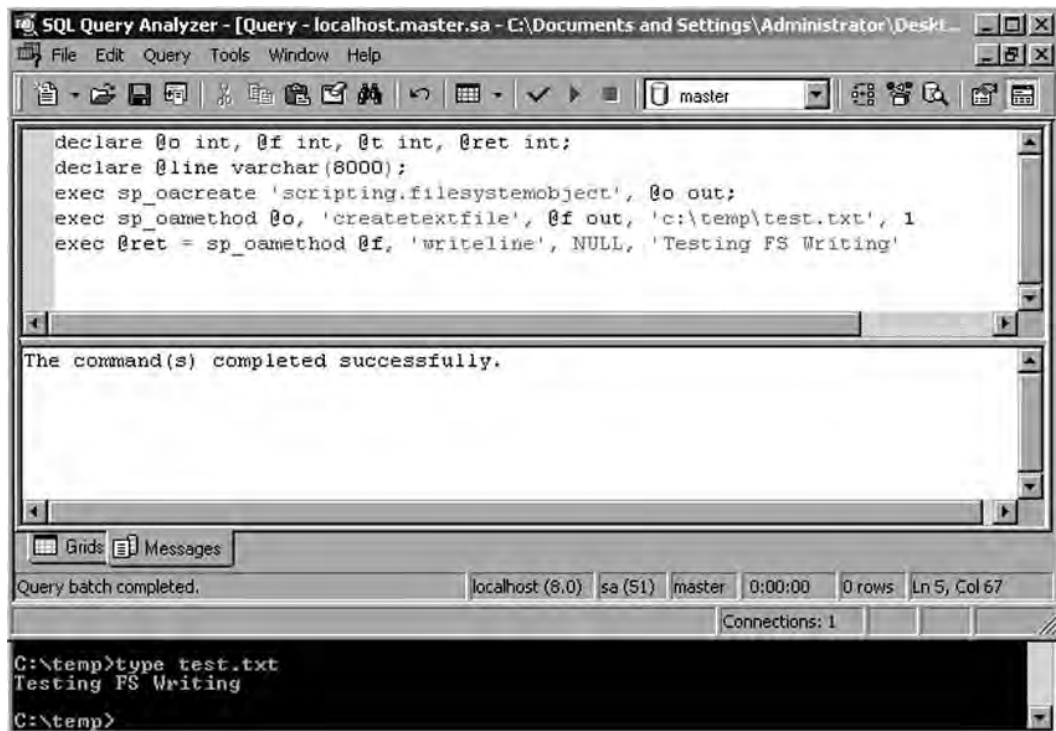 SQL Query Analyzer - [Query - localhost.master.sa - C:\Documents and Settings\Administrator\Deskt...
File Edit Query Tools Window Help
master
declare @o int, @f int, @t int, @ret int;
declare @line varchar(8000);
exec sp_oacreate 'scripting.filesystemobject', @o out;
exec sp_oamethod @o, 'createtextfile', @f out, 'c:\temp\test.txt', 1
exec @ret = sp_oamethod @f, 'writeline', NULL, 'Testing FS Writing'
The command(s) completed successfully.
Grids Messages
Query batch completed. localhost (8.0) sa (51) master 0:00:00 0 rows Ln 5, Col 67
Connections: 1
C:\temp>type test.txt
Testing FS Writing
C:\temp>